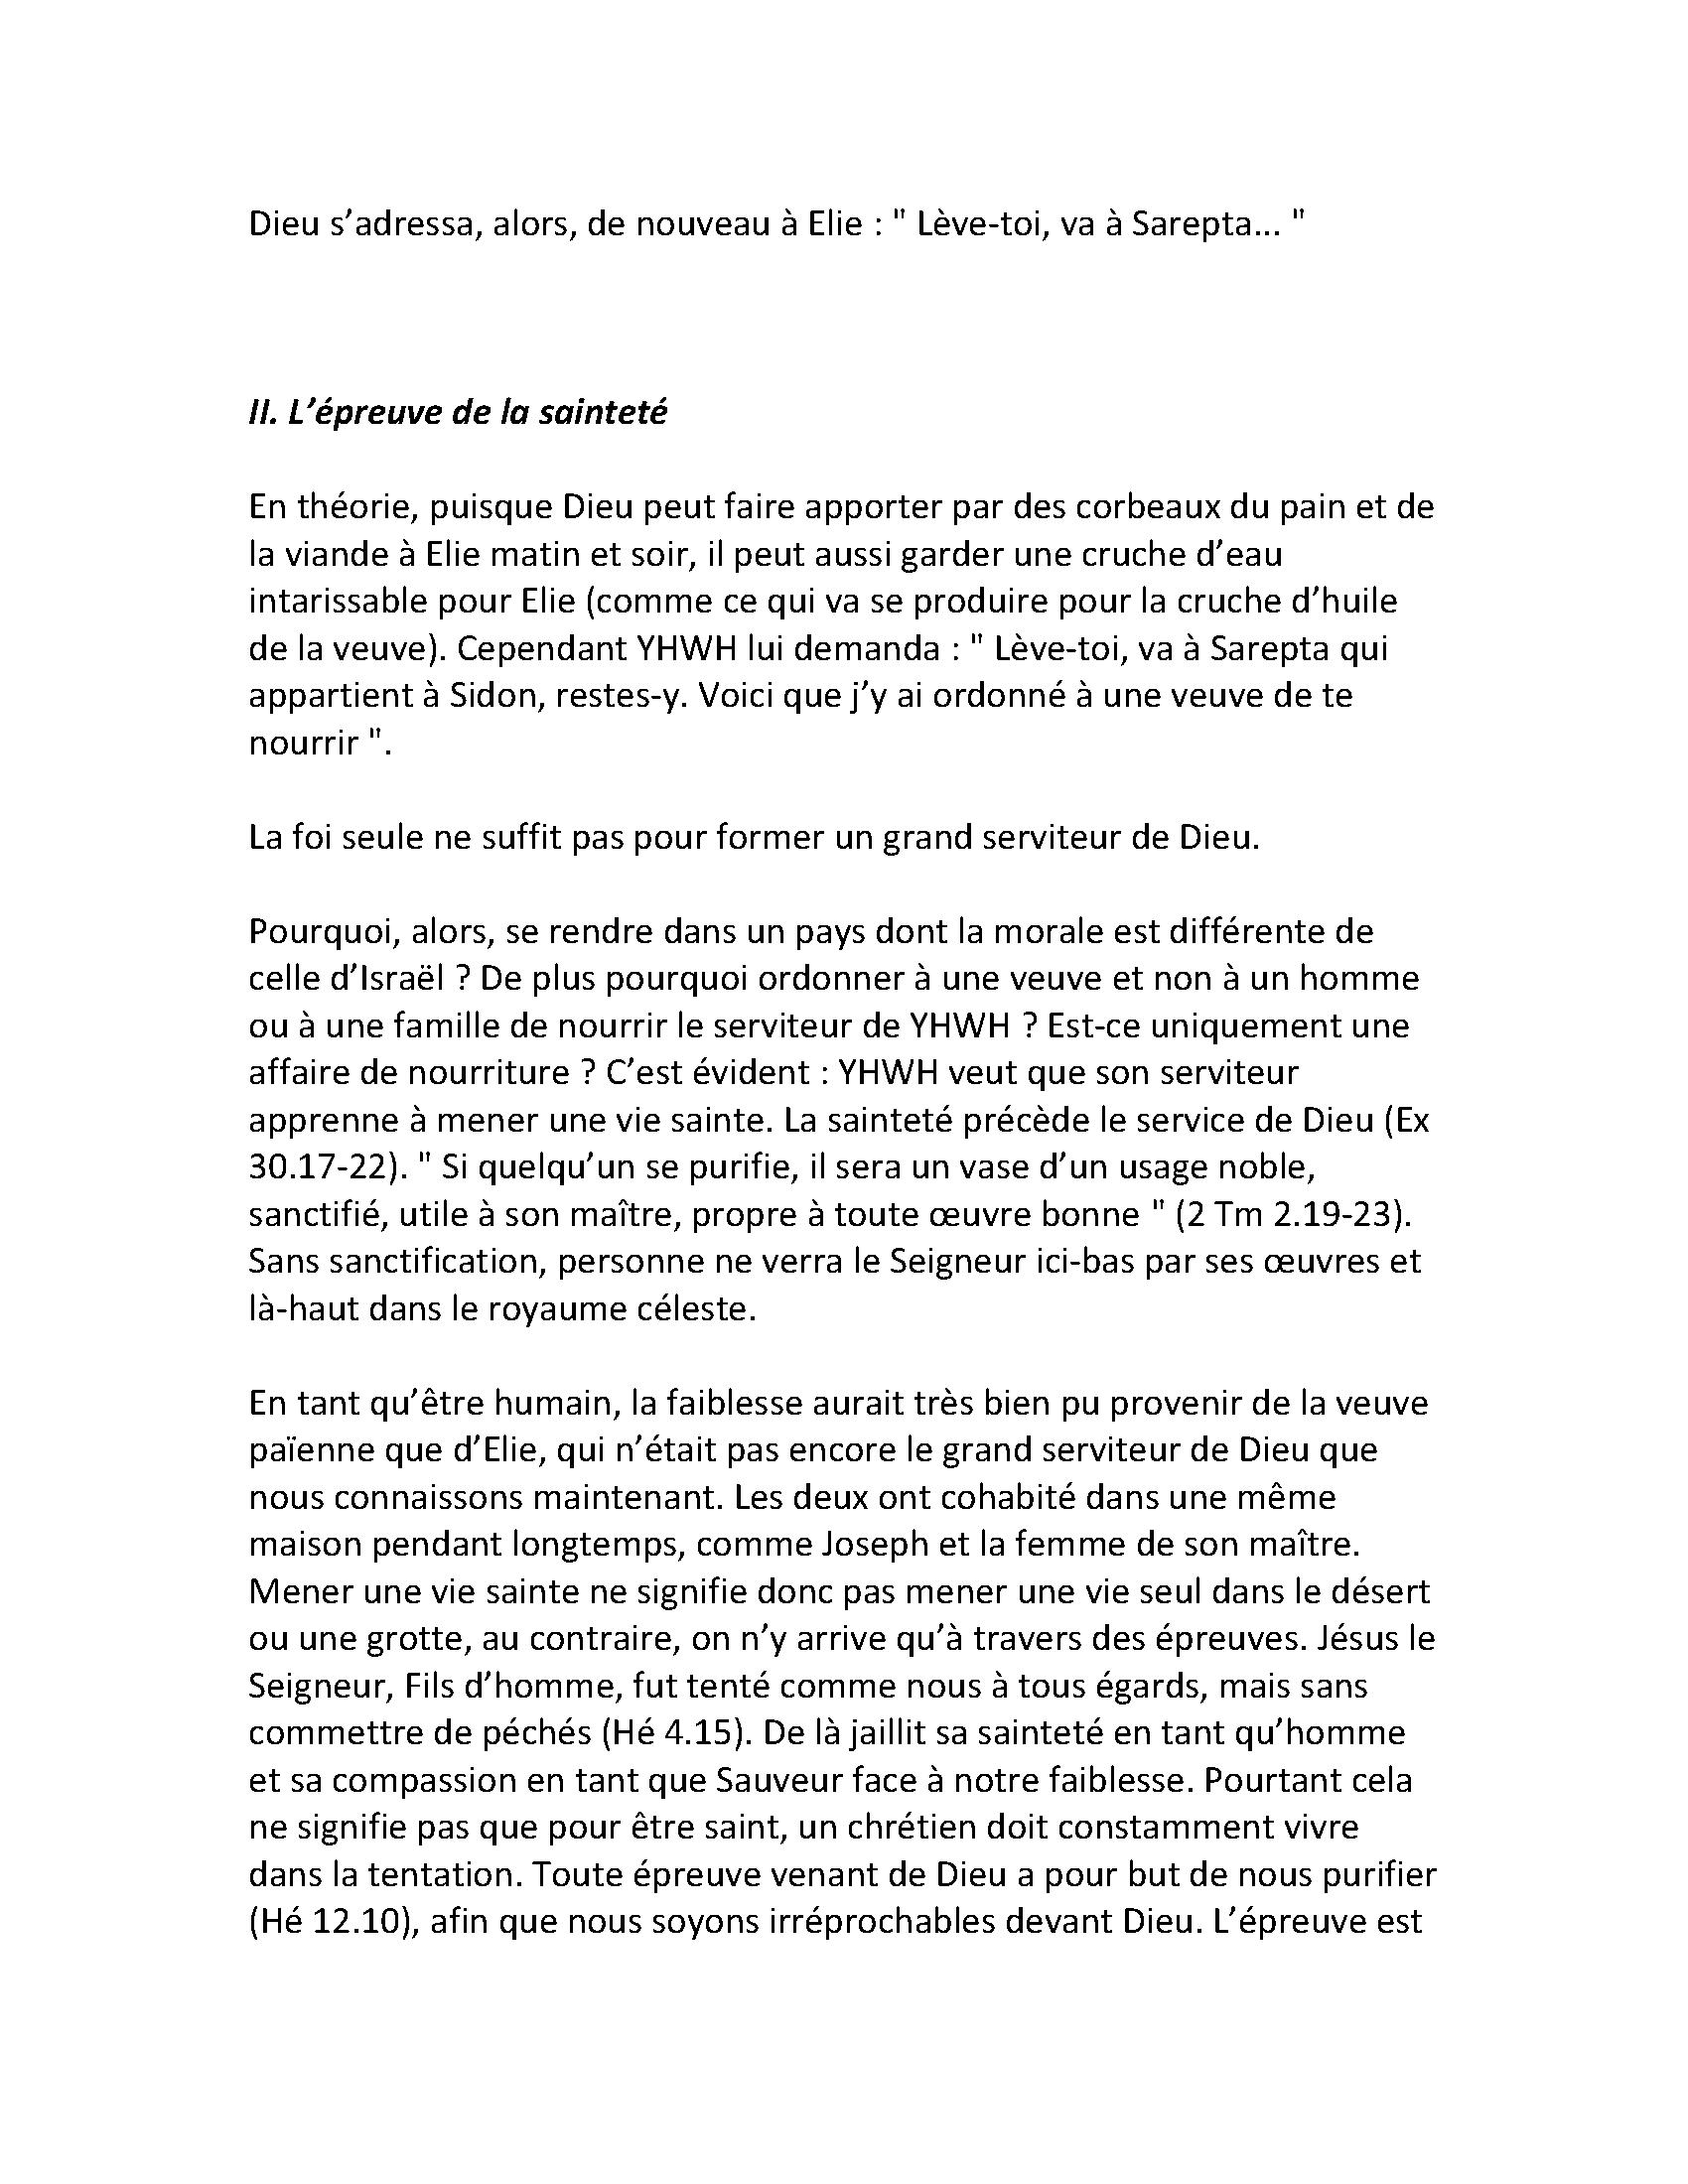 Dieu s’adressa, alors, de nouveau à Elie : " Lève-toi, va à Sarepta... "
II. L’épreuve de la sainteté
En théorie, puisque Dieu peut faire apporter par des corbeaux du pain et de
la viande à Elie matin et soir, il peut aussi garder une cruche d’eau
intarissable pour Elie (comme ce qui va se produire pour la cruche d’huile
de la veuve). Cependant YHWH lui demanda : " Lève-toi, va à Sarepta qui
appartient à Sidon, restes-y. Voici que j’y ai ordonné à une veuve de te
nourrir ".
La foi seule ne suffit pas pour former un grand serviteur de Dieu.
Pourquoi, alors, se rendre dans un pays dont la morale est différente de
celle d’Israël ? De plus pourquoi ordonner à une veuve et non à un homme
ou à une famille de nourrir le serviteur de YHWH ? Est-ce uniquement une
affaire de nourriture ? C’est évident : YHWH veut que son serviteur
apprenne à mener une vie sainte. La sainteté précède le service de Dieu (Ex
30.17-22). " Si quelqu’un se purifie, il sera un vase d’un usage noble,
sanctifié, utile à son maître, propre à toute œuvre bonne " (2 Tm 2.19-23).
Sans sanctification, personne ne verra le Seigneur ici-bas par ses œuvres et
là-haut dans le royaume céleste.
En tant qu’être humain, la faiblesse aurait très bien pu provenir de la veuve
païenne que d’Elie, qui n’était pas encore le grand serviteur de Dieu que
nous connaissons maintenant. Les deux ont cohabité dans une même
maison pendant longtemps, comme Joseph et la femme de son maître.
Mener une vie sainte ne signifie donc pas mener une vie seul dans le désert
ou une grotte, au contraire, on n’y arrive qu’à travers des épreuves. Jésus le
Seigneur, Fils d’homme, fut tenté comme nous à tous égards, mais sans
commettre de péchés (Hé 4.15). De là jaillit sa sainteté en tant qu’homme
et sa compassion en tant que Sauveur face à notre faiblesse. Pourtant cela
ne signifie pas que pour être saint, un chrétien doit constamment vivre
dans la tentation. Toute épreuve venant de Dieu a pour but de nous purifier
(Hé 12.10), afin que nous soyons irréprochables devant Dieu. L’épreuve est